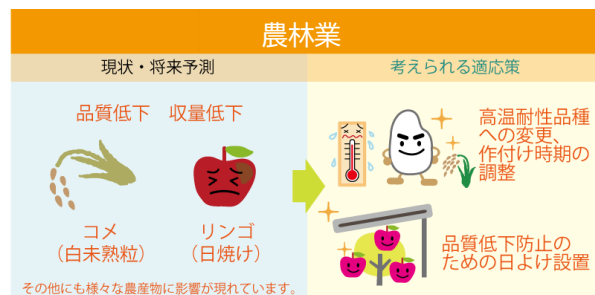 農林業
現状・将来予測
考えられる適応策
品質低下 収量低下
コメ
（白未熟粒）
リンゴ
（日焼け）
その他にも様々な農産物に影響が現れています。
高温耐性品種
への変更、
作付け時期の
調整
品質低下防止の
ための日よけ設置